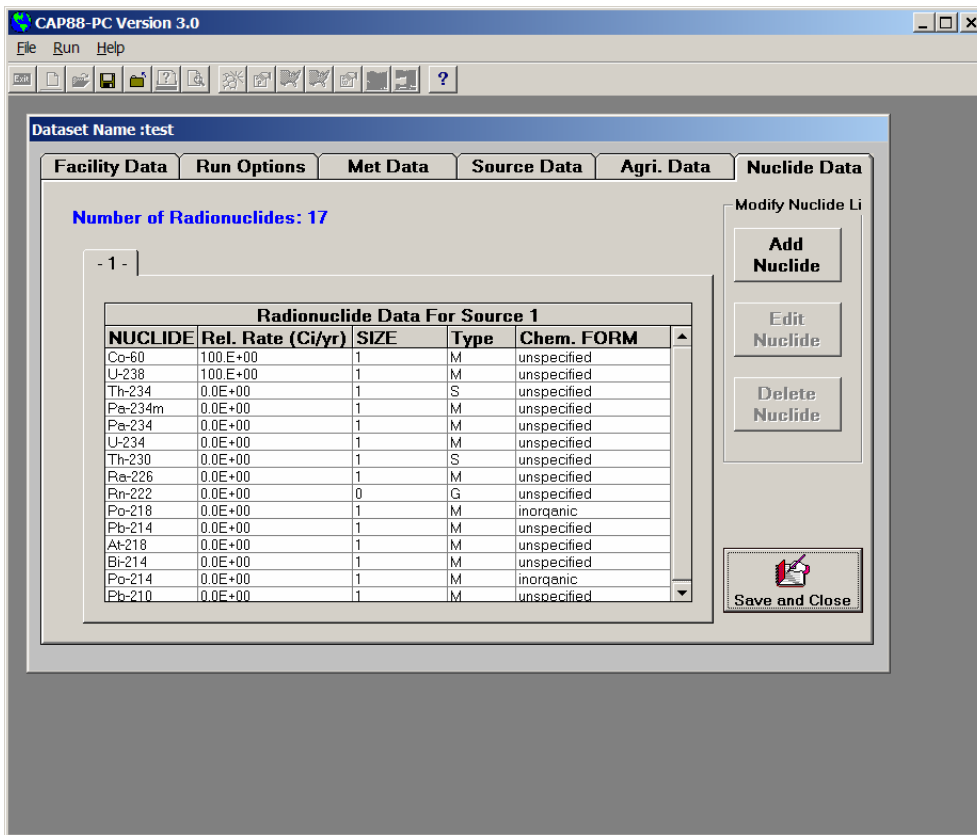 CAP88-PC Version 3.0
File Run Help
Exit
?
Dataset Name :test
Facility Data Run Options Met Data Source Data Agri. Data Nuclide Data
Number of Radionuclides: 17
Modify Nuclide Li
- 1 -
Add
Nuclide
Edit
Nuclide
Delete
Nuclide
Radionuclide Data For Source 1
NUCLIDE Rel. Rate (Ci/yr) SIZE Type Chem. FORM
Co-60 100.E+00 1 M unspecified
U-238 100.E+00 1 M unspecified
Th-234 0.0E+00 1 S unspecified
Pa-234m 0.0E+00 1 M unspecified
Pa-234 0.0E+00 1 M unspecified
U-234 0.0E+00 1 M unspecified
Th-230 0.0E+00 1 S unspecified
Ra-226 0.0E+00 1 M unspecified
Rn-222 0.0E+00 0 G unspecified
Po-218 0.0E+00 1 M inorganic
Pb-214 0.0E+00 1 M unspecified
At-218 0.0E+00 1 M unspecified
Bi-214 0.0E+00 1 M unspecified
Po-214 0.0E+00 1 M inorganic
Pb-210 0.0E+00 1 M unspecified
Save and Close